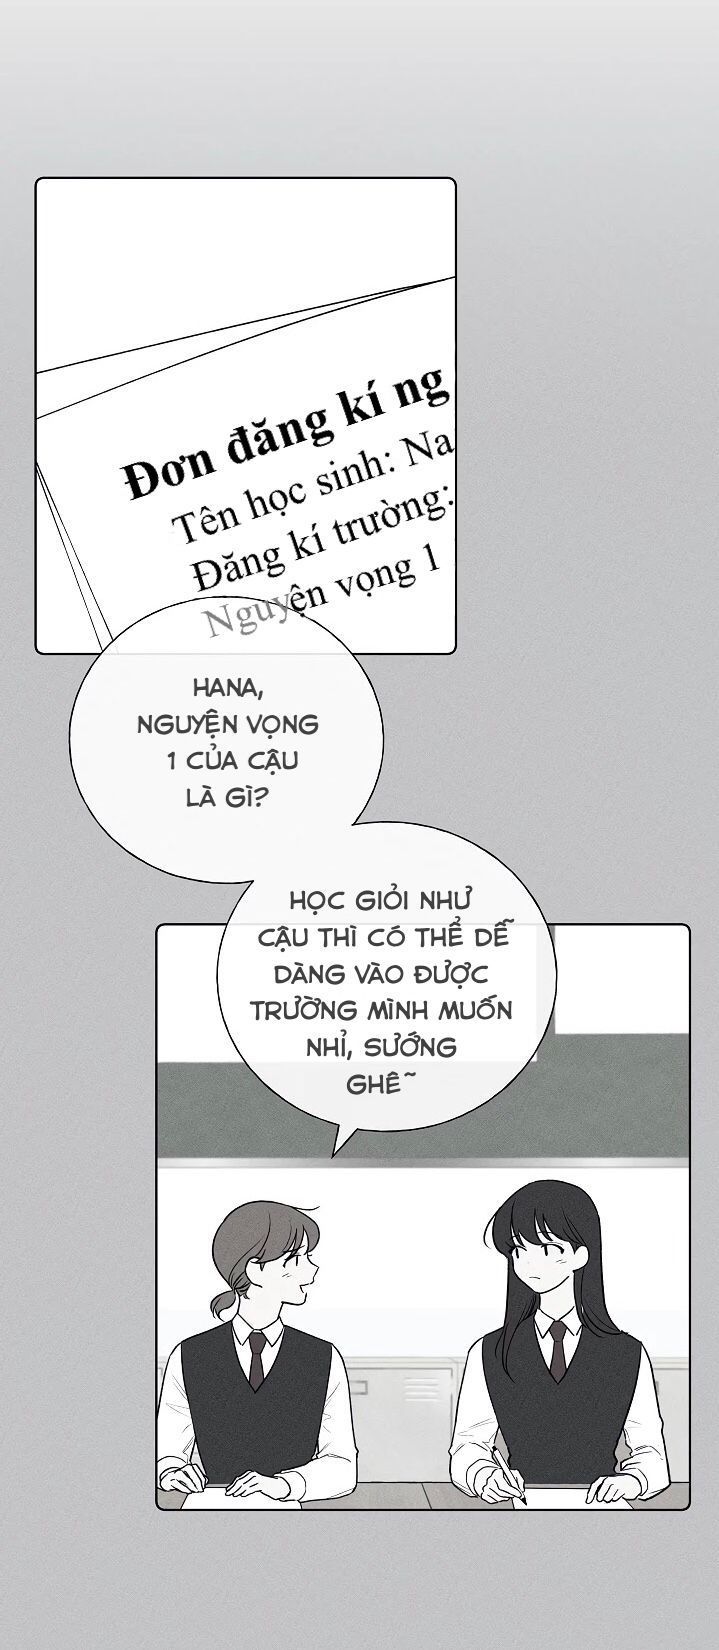 Đơn đăng kí ng
Tên học sinh: Na
Đăng kí trường:
Nguyện vọng 1
HANA,
NGUYỆN VỌNG
1 CỦA CẬU
LÀ GÌ?
HỌC GIỎI NHƯ
CẬU THÌ CÓ THỂ DỄ
DÀNG VÀO ĐƯỢC
TRƯỜNG MÌNH MUỐN
NHỈ, SƯỚNG
GHÊ~